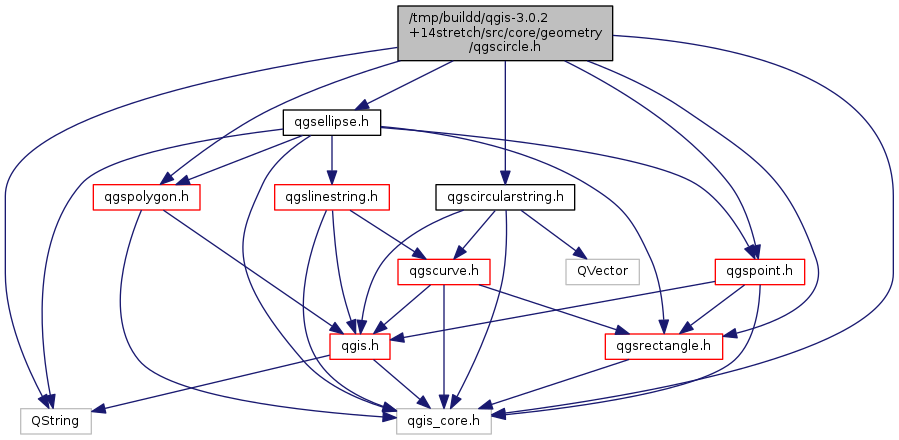 /tmp/buildd/qgis-3.0.2
+14stretch/src/core/geometry
/qgscircle.h
qgsellipse.h
qgspolygon.h
qgslinestring.h
qgscircularstring.h
qgscurve.h
QVector
qgspoint.h
qgis.h
qgsrectangle.h
QString
qgis_core.h